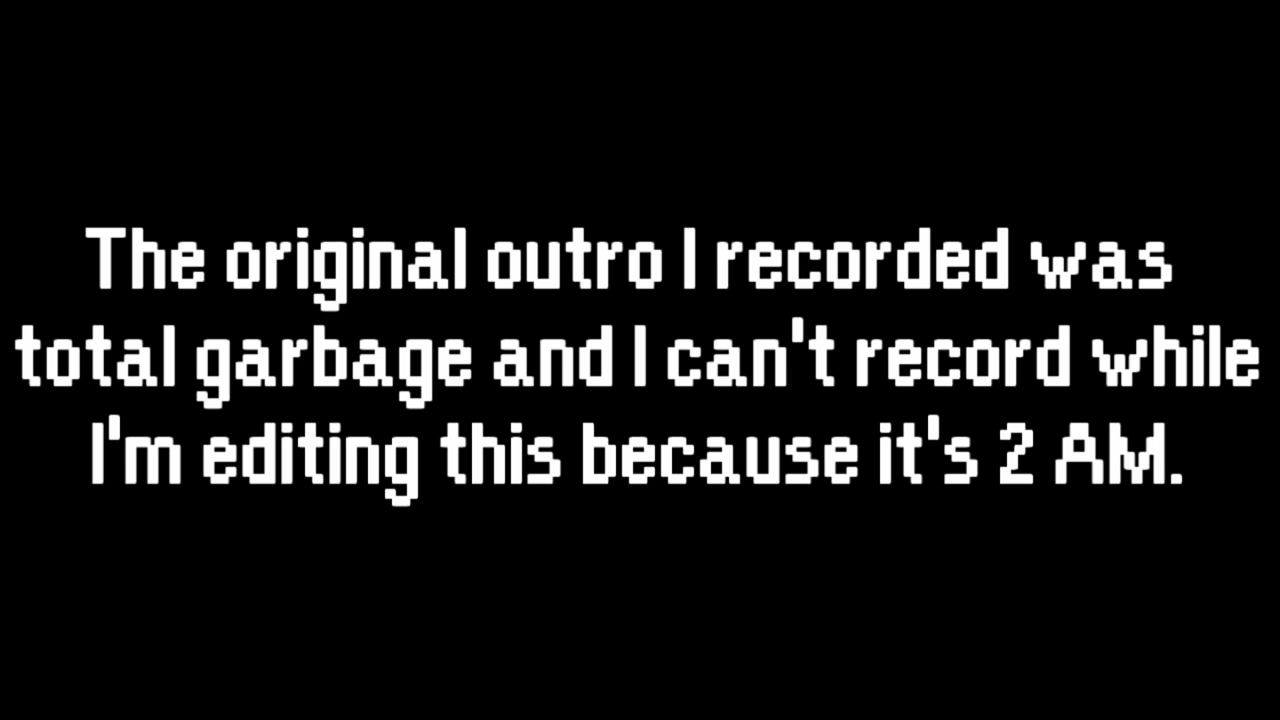 The original outro I recorded was
total garbage and I can't record while
I'm editing this because it's 2 AM.